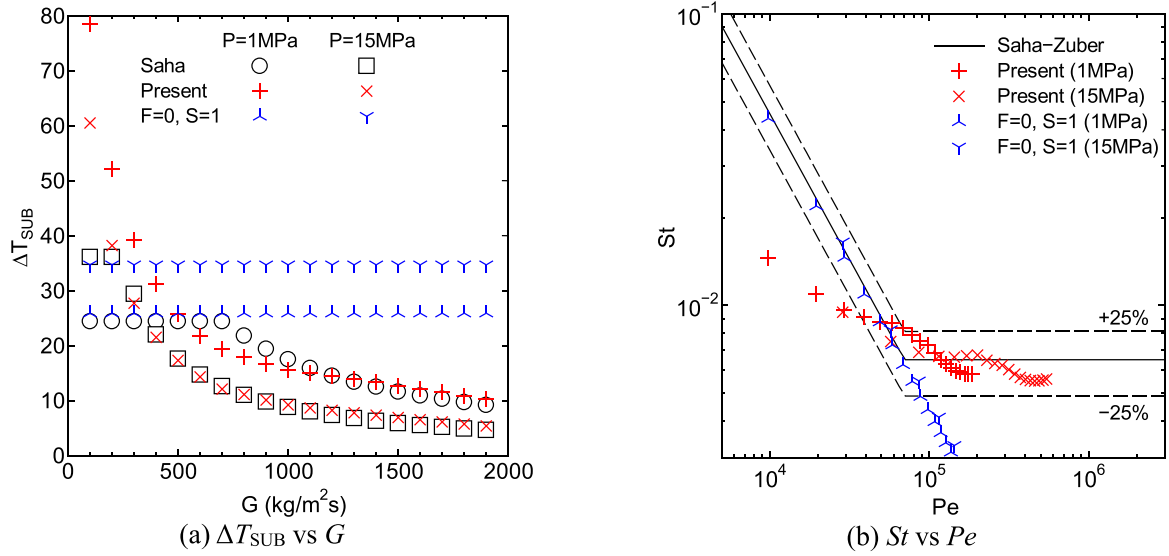 80
70
60
50
40
30
20
10
0
ΔT_SUB
P=1MPa P=15MPa
Saha
Present
F=0, S=1
0 500 1000 1500 2000
G (kg/m²s)
(a) ΔT_SUB vs G
10⁻¹
10⁻²
St
Saha−Zuber
Present (1MPa)
Present (15MPa)
F=0, S=1 (1MPa)
F=0, S=1 (15MPa)
+25%
−25%
10⁴ 10⁵ 10⁶
Pe
(b) St vs Pe